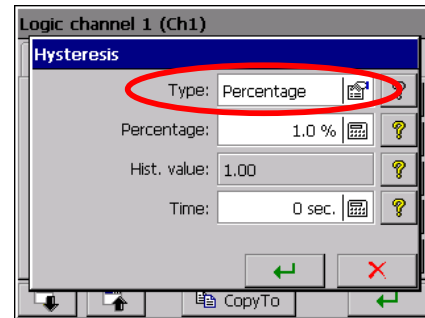 Logic channel 1 (Ch1)
Hysteresis
Type: Percentage ?
Percentage: 1.0 % ?
Hist. value: 1.00 ?
Time: 0 sec. ?
CopyTo